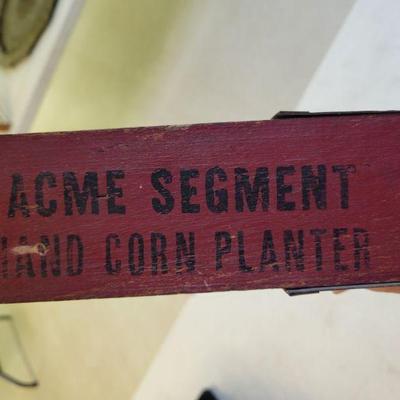 ACME SEGMENT
HAND CORN PLANTER